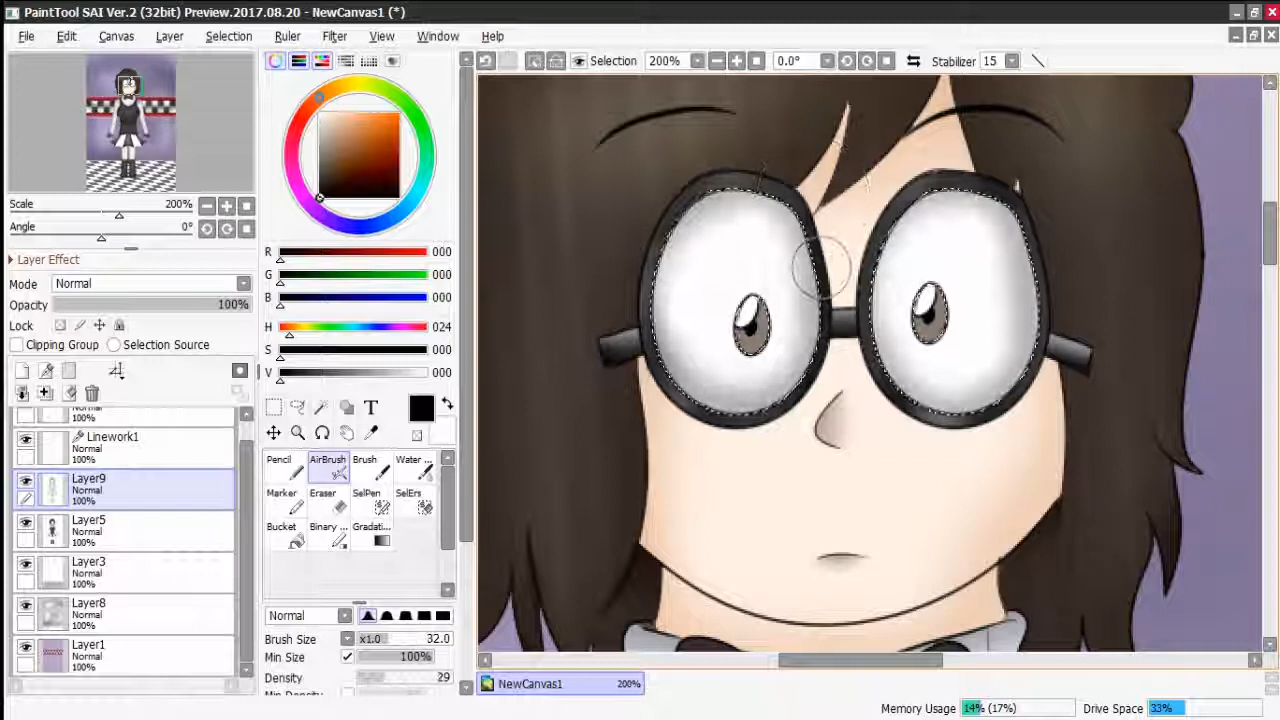 PaintTool SAI Ver.2 (32bit) Preview.2017.08.20 - NewCanvas1 (*)
File Edit Canvas Layer Selection Ruler Filter View Window Help
Selection 200% 0.0° Stabilizer 15
Scale 200%
Angle 0°
Layer Effect
Mode Normal
Opacity 100%
Lock
Clipping Group Selection Source
100%
Linework1
Normal
100%
Layer9
Normal
100%
Layer5
Normal
100%
Layer3
Normal
100%
Layer8
Normal
100%
Layer1
Normal
100%
R 000
G 000
B 000
H 024
S 000
V 000
T
Pencil AirBrush Brush Water ...
Marker Eraser SelPen SelErs
Bucket Binary ... Gradati...
Normal
Brush Size x1.0 32.0
Min Size 100%
Density 29
NewCanvas1 200%
Memory Usage 14% (17%) Drive Space 33%